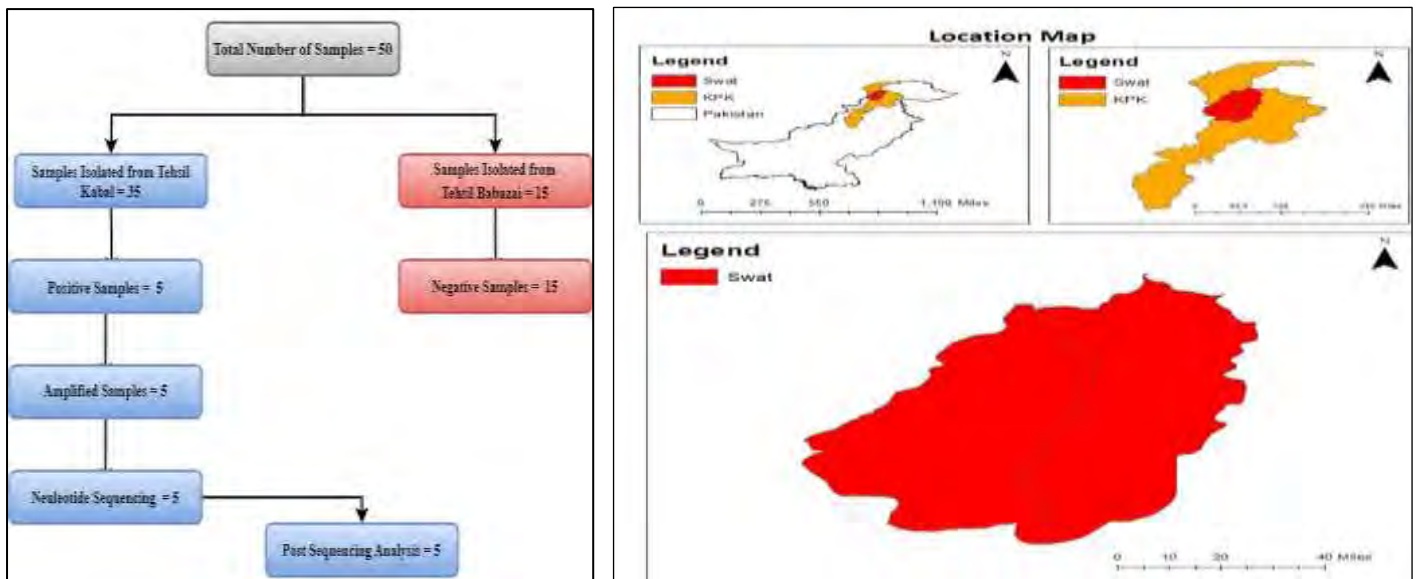 Total Number of Samples = 50
Samples Isolated from Tehsil
Kabal = 35
Samples Isolated from
Tehsil Babuzai = 15
Positive Samples = 5
Negative Samples = 15
Amplified Samples = 5
Neuleotide Sequencing = 5
Post Sequencing Analysis = 5
Location Map
Legend
Swat
KPK
Pakistan
N
0 275 550 1,100 Miles
Legend
Swat
KPK
N
0 Miles
Legend
Swat
N
0 10 20 40 Miles